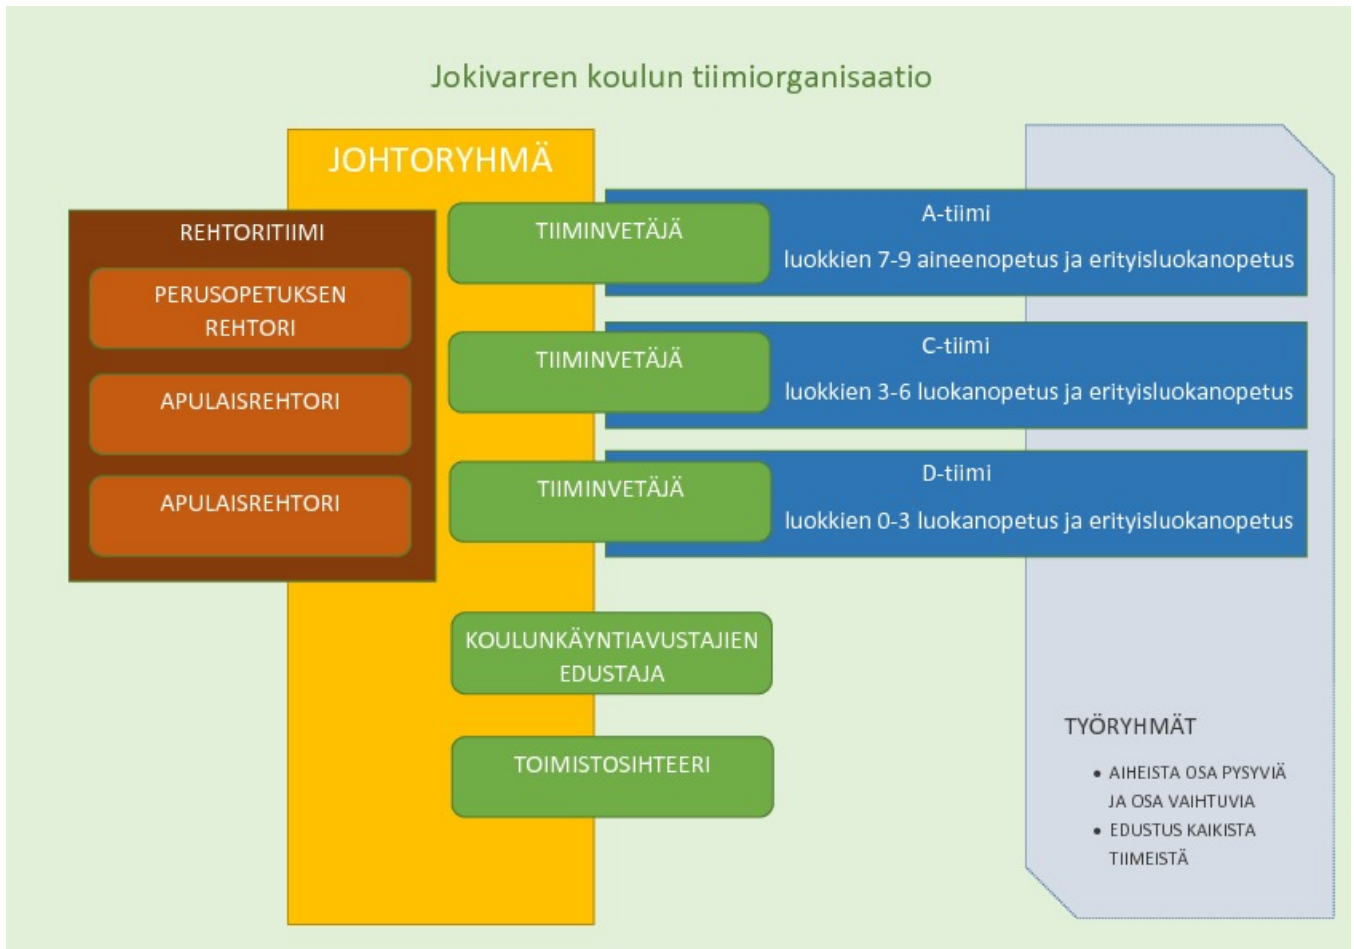 Jokivarren koulun tiimiorganisaatio
JOHTORYHMÄ
REHTORITIIMI
PERUSOPETUKSEN
REHTORI
APULAISREHTORI
APULAISREHTORI
TIIMINVETÄJÄ
A-tiimi
luokkien 7-9 aineenopetus ja erityisluokanopetus
TIIMINVETÄJÄ
C-tiimi
luokkien 3-6 luokanopetus ja erityisluokanopetus
TIIMINVETÄJÄ
D-tiimi
luokkien 0-3 luokanopetus ja erityisluokanopetus
KOULUNKÄYNTIAVUSTAJIEN
EDUSTAJA
TOIMISTOSIHTEERI
TYÖRYHMÄT
• AIHEISTA OSA PYSYVIÄ
JA OSA VAIHTUVIA
• EDUSTUS KAIKISTA
TIIMEISTÄ